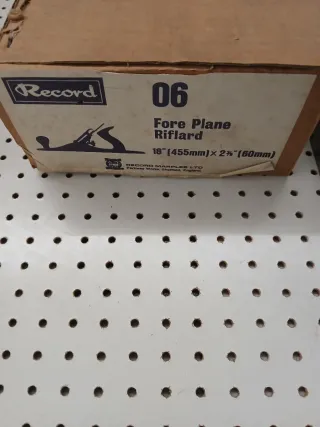 Record
06
Fore Plane
Riflard
18" (455mm) x 2⅜" (60mm)
RECORD RIDGWAY LTD